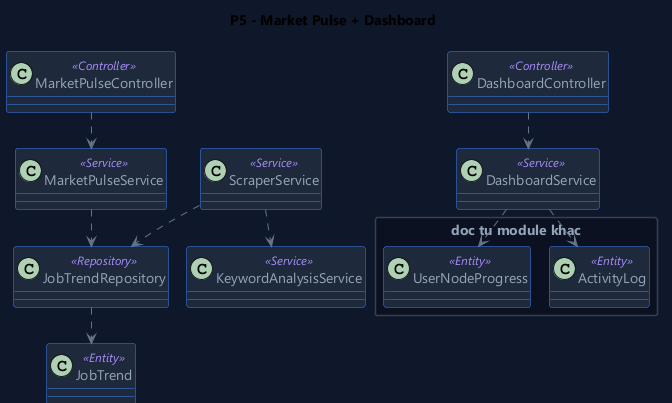 P5 - Market Pulse + Dashboard
«Controller»
C MarketPulseController
«Controller»
C DashboardController
«Service»
C MarketPulseService
«Service»
C ScraperService
«Service»
C DashboardService
doc tu module khac
«Repository»
C JobTrendRepository
«Service»
C KeywordAnalysisService
«Entity»
C UserNodeProgress
«Entity»
C ActivityLog
«Entity»
C JobTrend